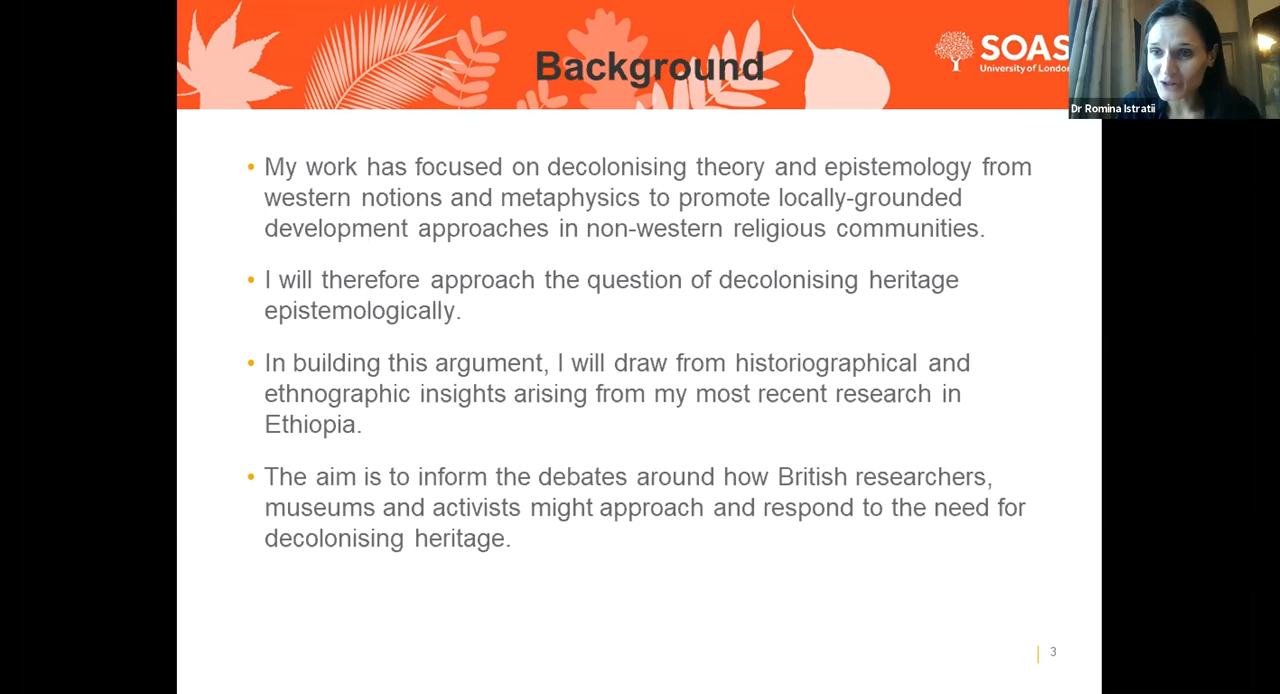 Background
SOAS
University of London
Dr Romina Istratii
• My work has focused on decolonising theory and epistemology from
western notions and metaphysics to promote locally-grounded
development approaches in non-western religious communities.
• I will therefore approach the question of decolonising heritage
epistemologically.
• In building this argument, I will draw from historiographical and
ethnographic insights arising from my most recent research in
Ethiopia.
• The aim is to inform the debates around how British researchers,
museums and activists might approach and respond to the need for
decolonising heritage.
3